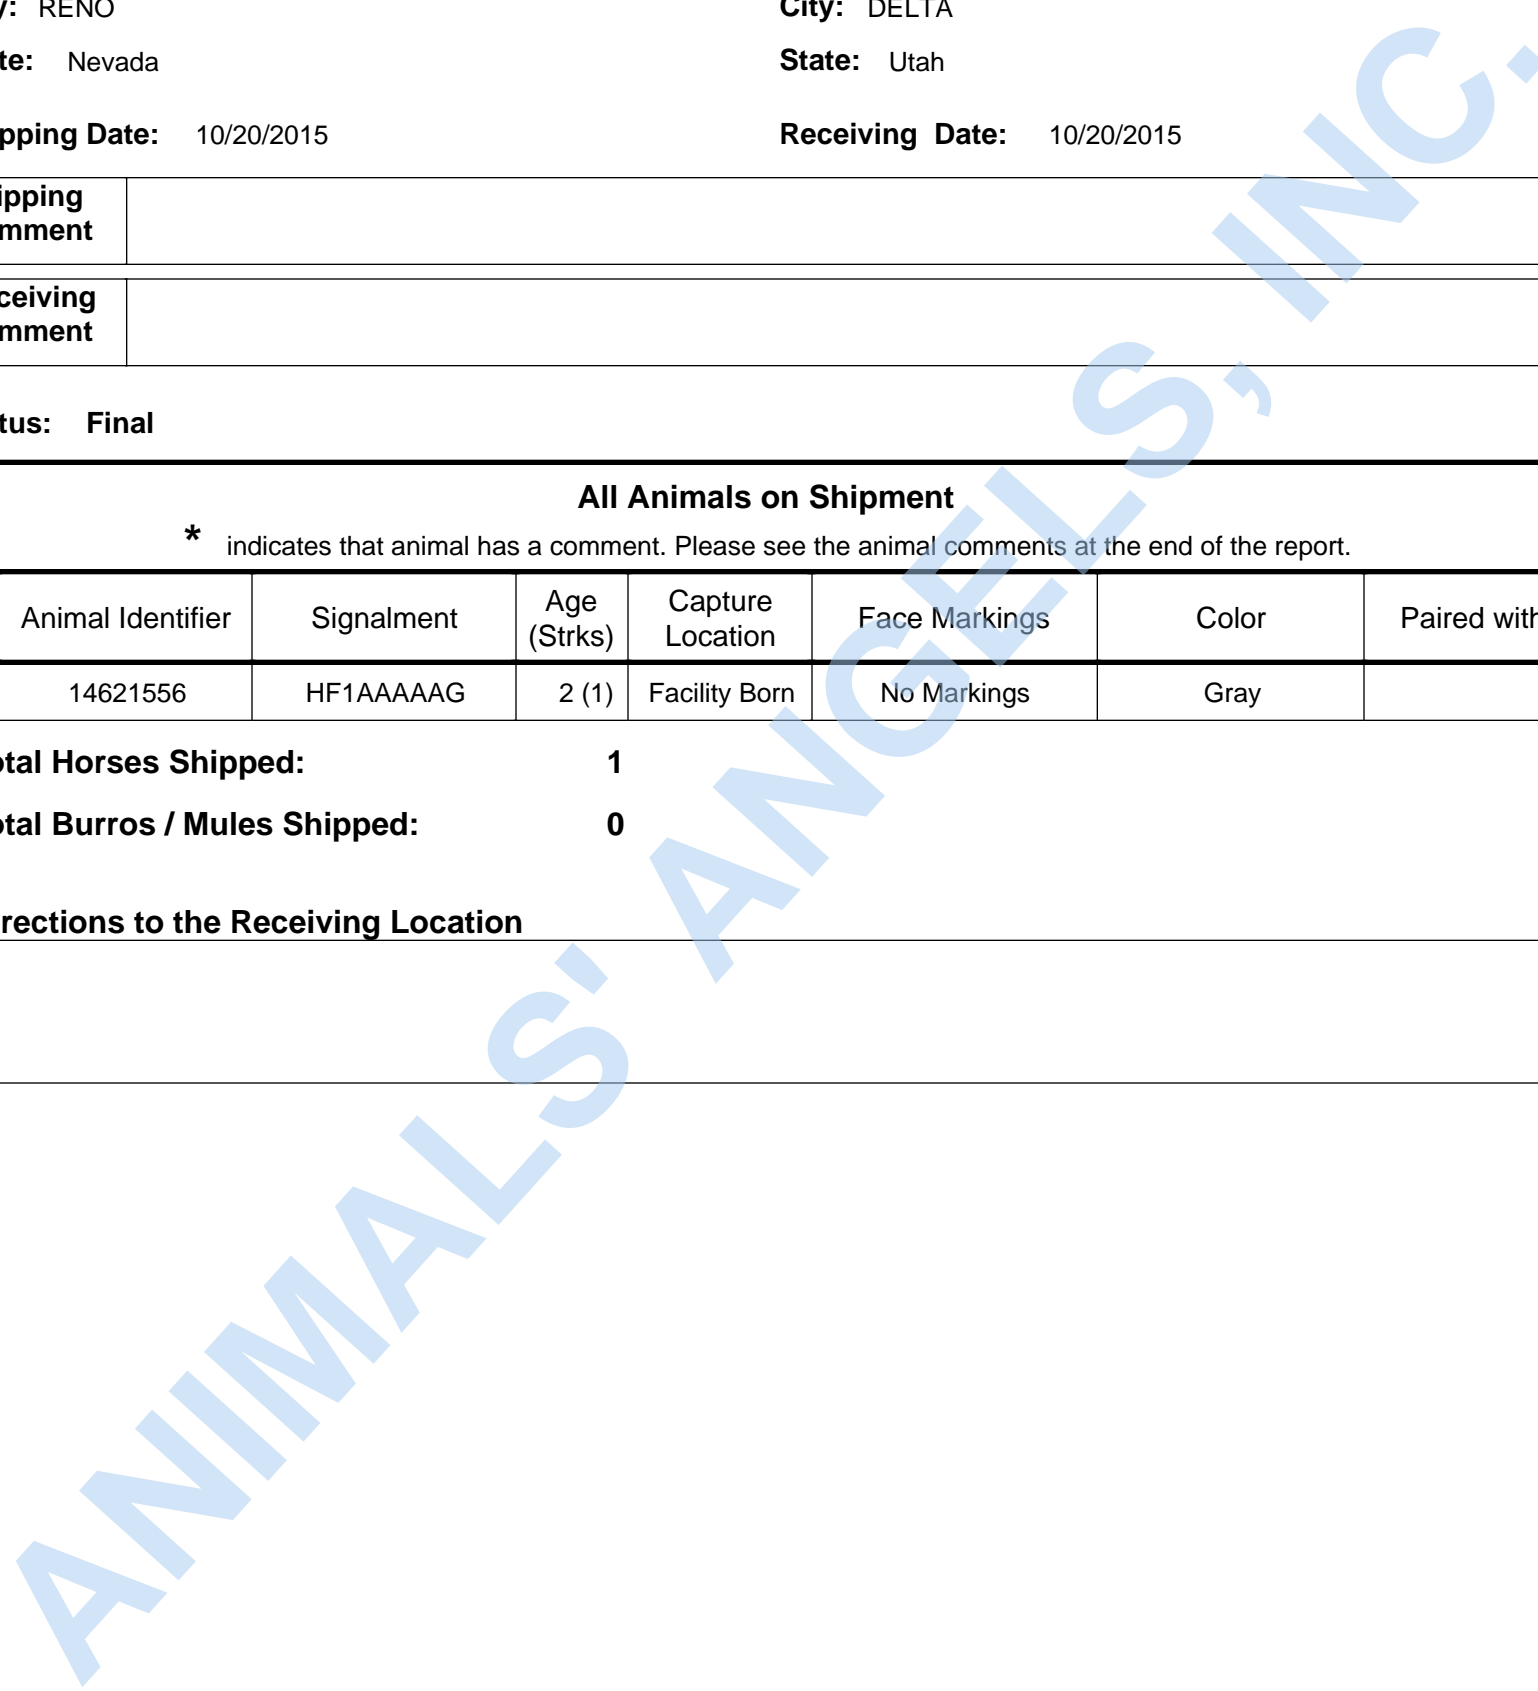 y: RENO City: DELTA
te: Nevada State: Utah
pping Date: 10/20/2015 Receiving Date: 10/20/2015
ipping
mment
ceiving
mment
tus: Final
All Animals on Shipment
* indicates that animal has a comment. Please see the animal comments at the end of the report.
Animal Identifier Signalment Age (Strks) Capture Location Face Markings Color Paired with
14621556 HF1AAAAAG 2 (1) Facility Born No Markings Gray
otal Horses Shipped: 1
otal Burros / Mules Shipped: 0
rections to the Receiving Location
ANIMALS' ANGELS, INC.